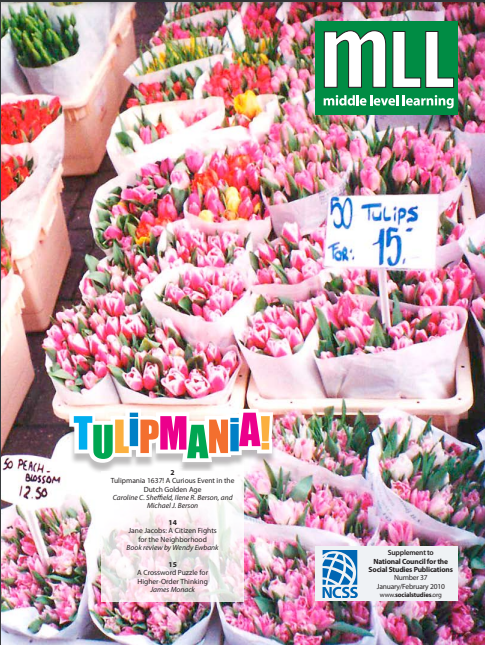 MLL
middle level learning
50 TULIPS
FOR: 15,-
TULIPMANIA!
50 PEACH-
BLOSSOM
12.50
2
Tulipmania 1637! A Curious Event in the
Dutch Golden Age
Caroline C. Sheffield, Ilene R. Berson, and
Michael J. Berson
14
Jane Jacobs: A Citizen Fights
for the Neighborhood
Book review by Wendy Ewbank
15
A Crossword Puzzle for
Higher-Order Thinking
James Monack
NCSS
Supplement to
National Council for the
Social Studies Publications
Number 37
January/February 2010
www.socialstudies.org